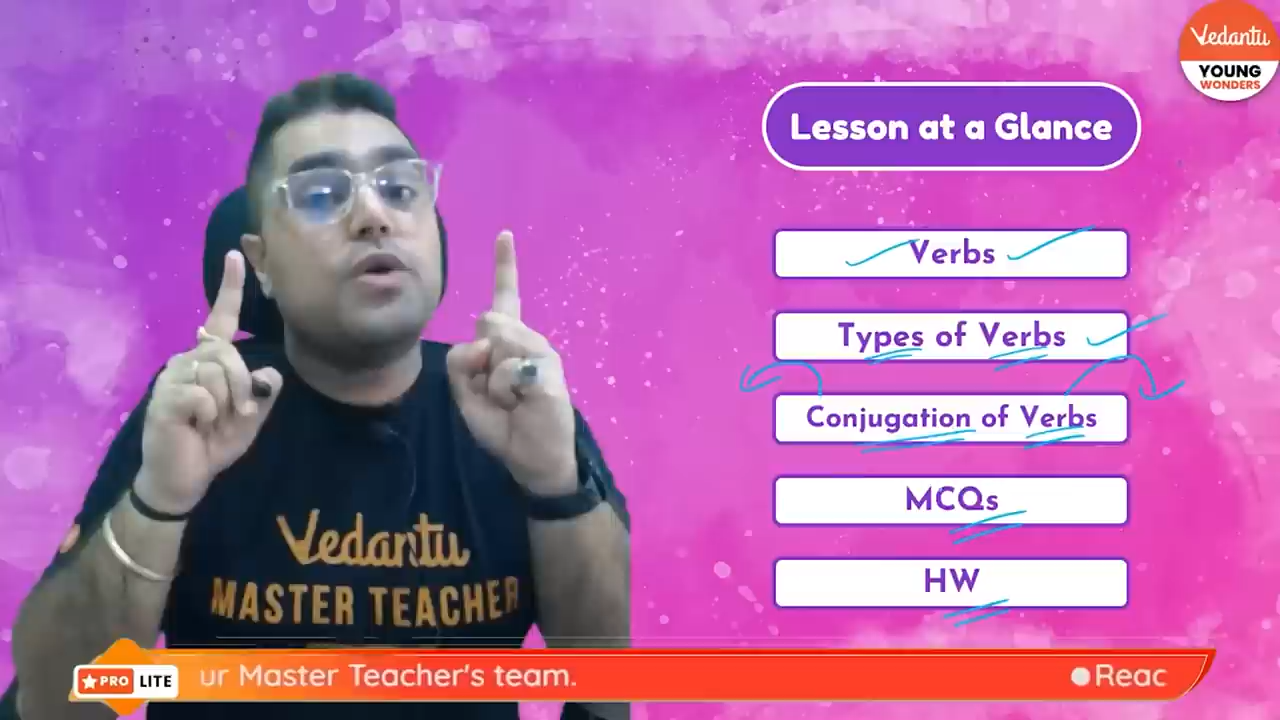 Vedantu
YOUNG
WONDERS
Lesson at a Glance
Verbs
Types of Verbs
Conjugation of Verbs
MCQs
HW
Vedantu
MASTER TEACHER
PRO LITE
ur Master Teacher's team.
Reac